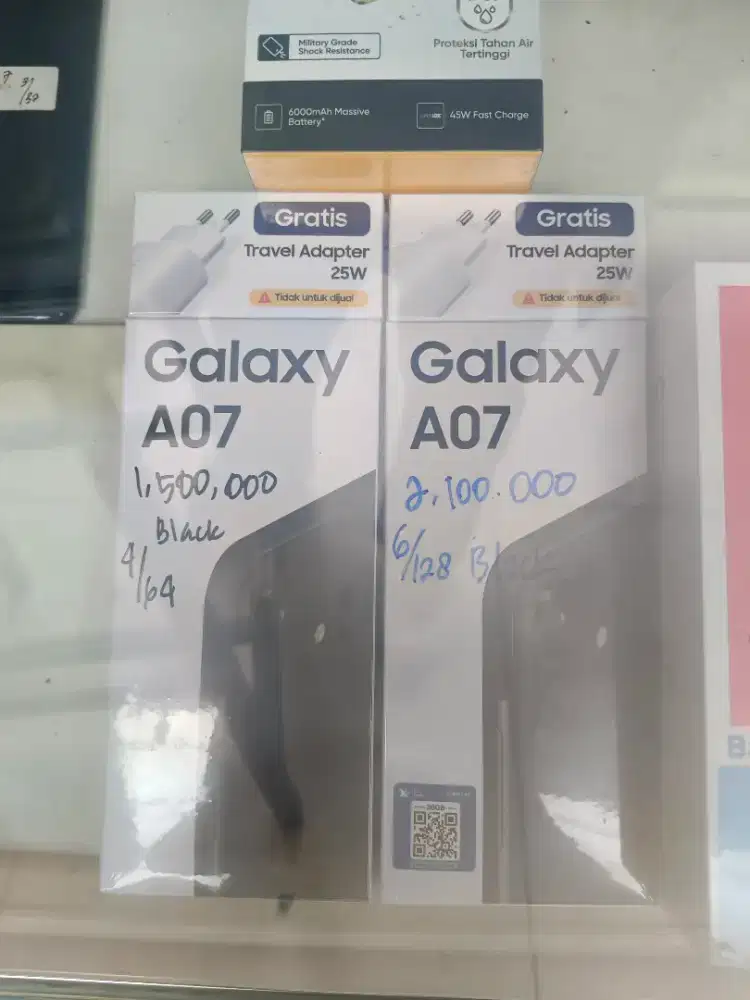 Military Grade
Shock Resistance
Proteksi Tahan Air
Tertinggi
6000mAh Massive
Battery*
45W Fast Charge
Gratis
Travel Adapter
25W
Tidak untuk dijual
Galaxy
A07
1,500,000
Black
4/64
Gratis
Travel Adapter
25W
Tidak untuk dijual
Galaxy
A07
2.100.000
6/128 Black